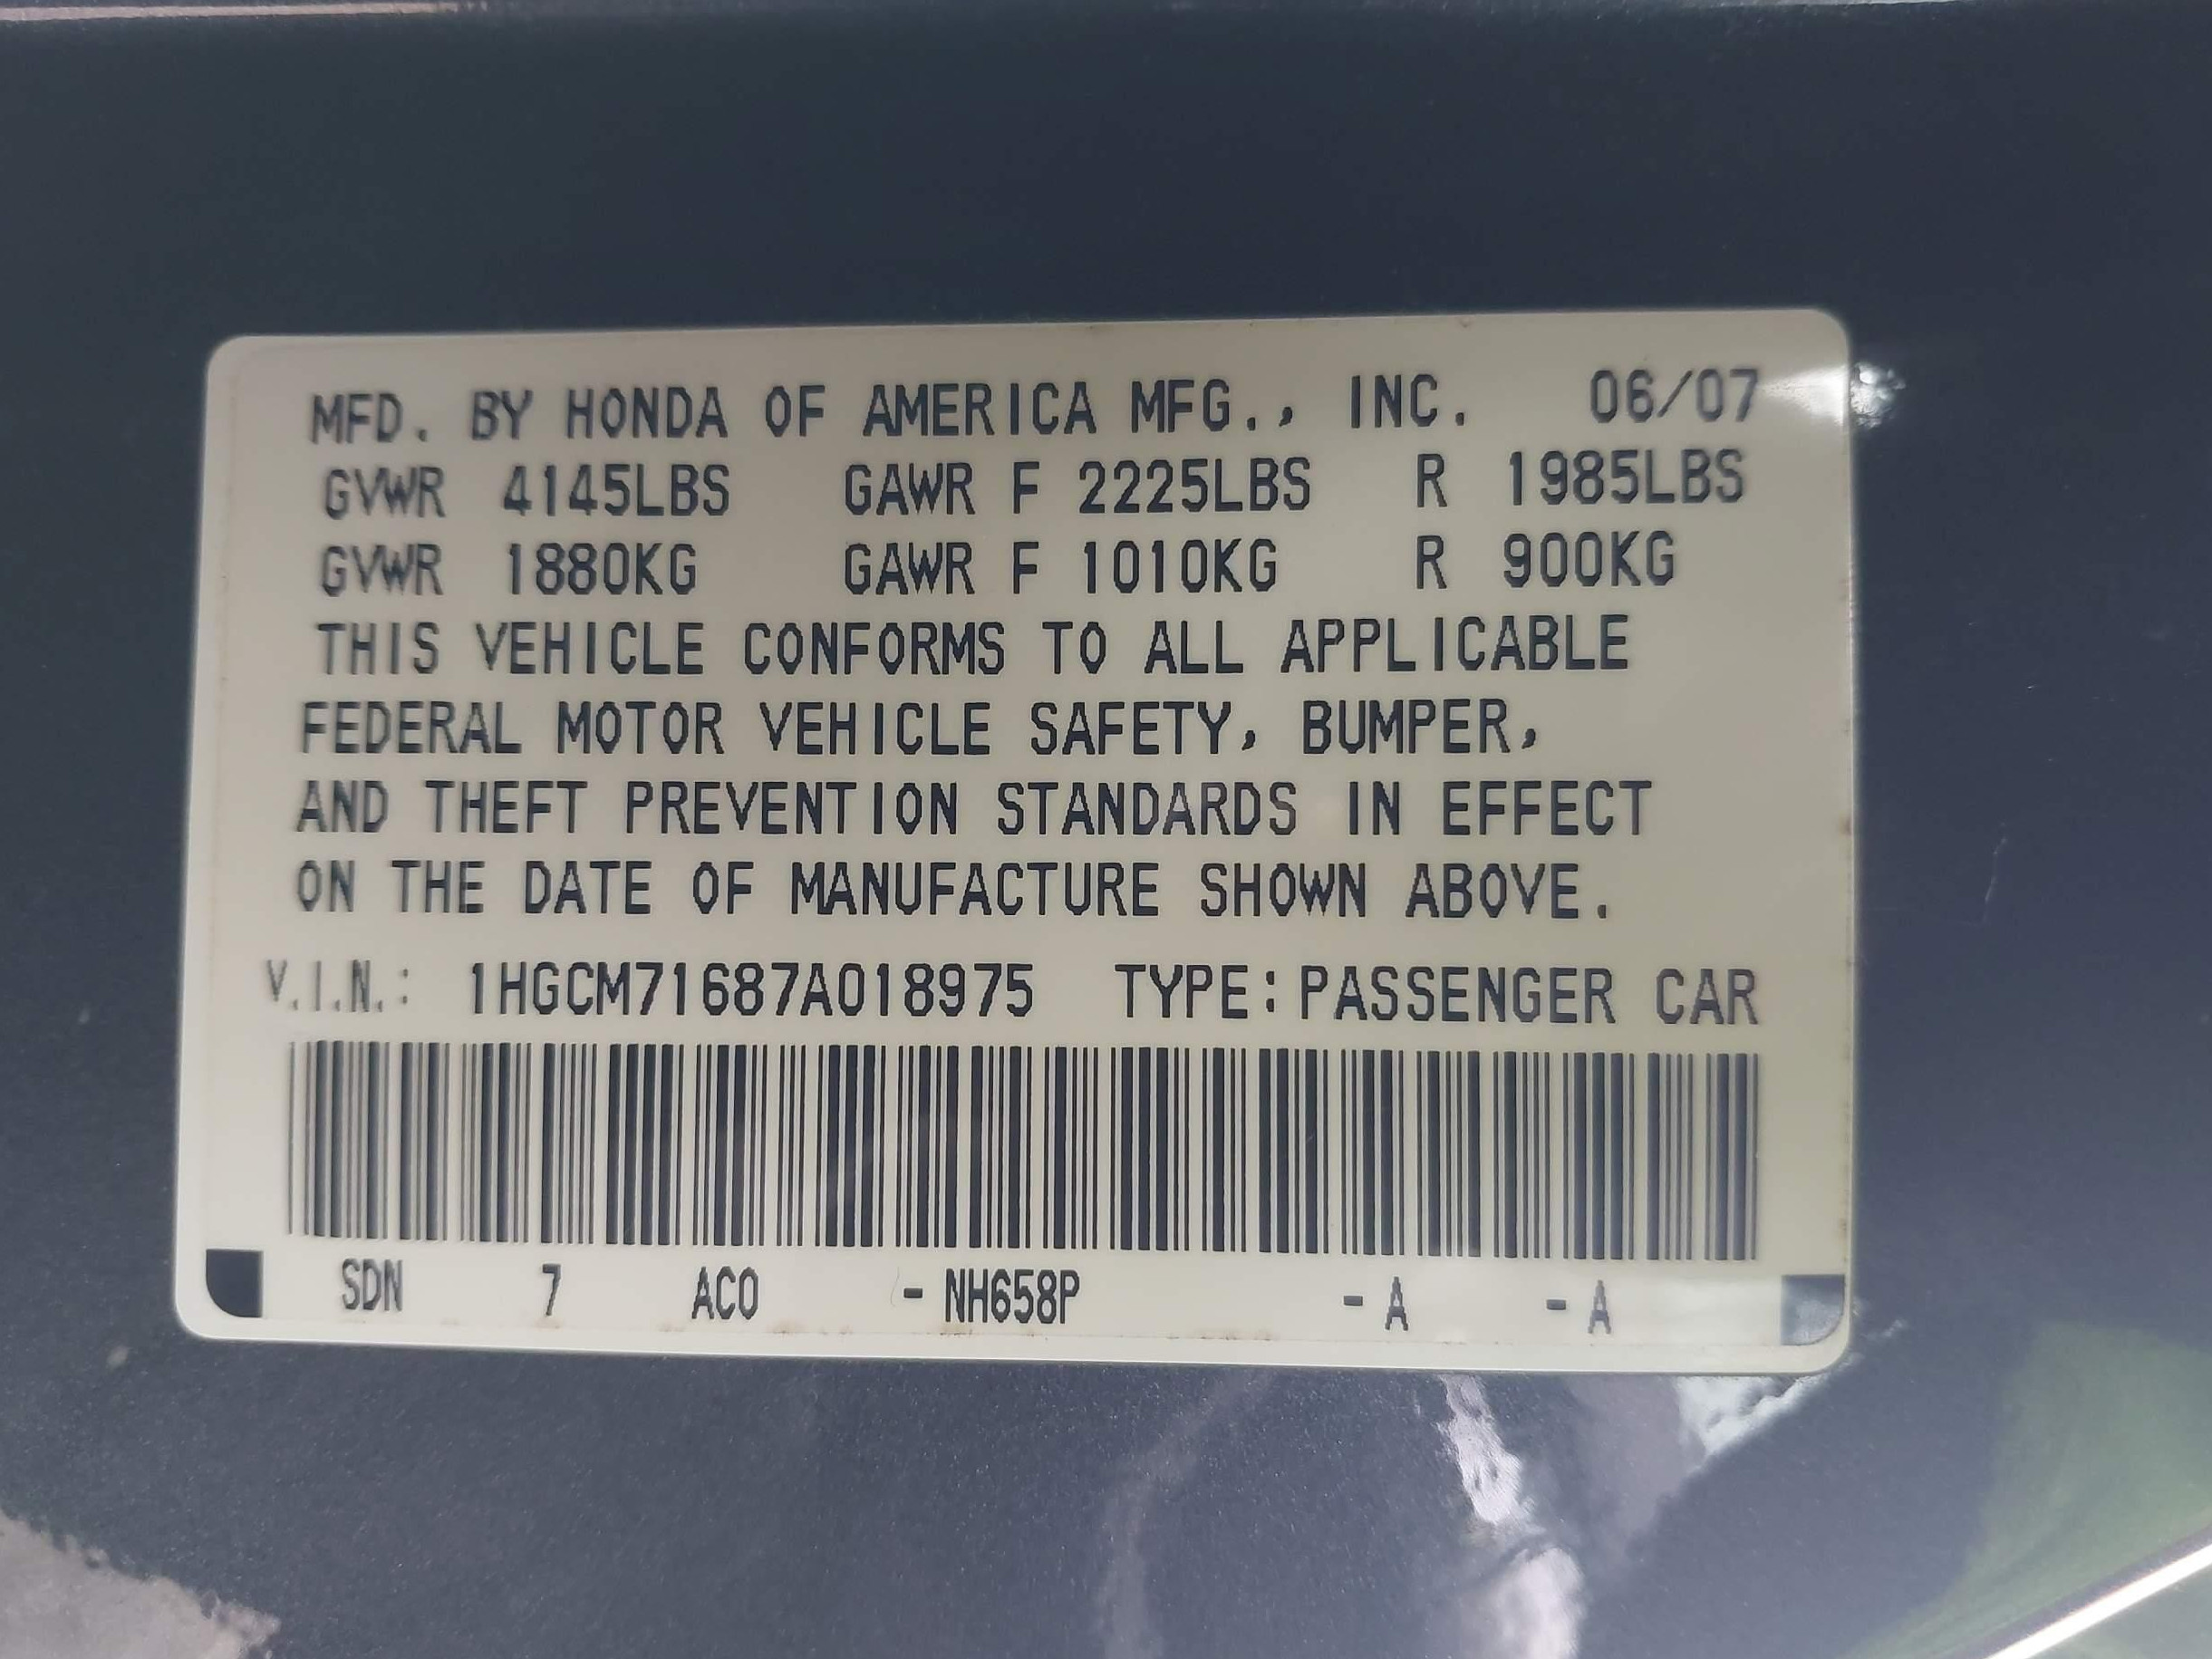 MFD. BY HONDA OF AMERICA MFG., INC. 06/07
GVWR 4145LBS GAWR F 2225LBS R 1985LBS
GVWR 1880KG GAWR F 1010KG R 900KG
THIS VEHICLE CONFORMS TO ALL APPLICABLE
FEDERAL MOTOR VEHICLE SAFETY, BUMPER,
AND THEFT PREVENTION STANDARDS IN EFFECT
ON THE DATE OF MANUFACTURE SHOWN ABOVE.
V.I.N.: 1HGCM71687A018975 TYPE:PASSENGER CAR
SDN 7 AC0 - NH658P - A - A